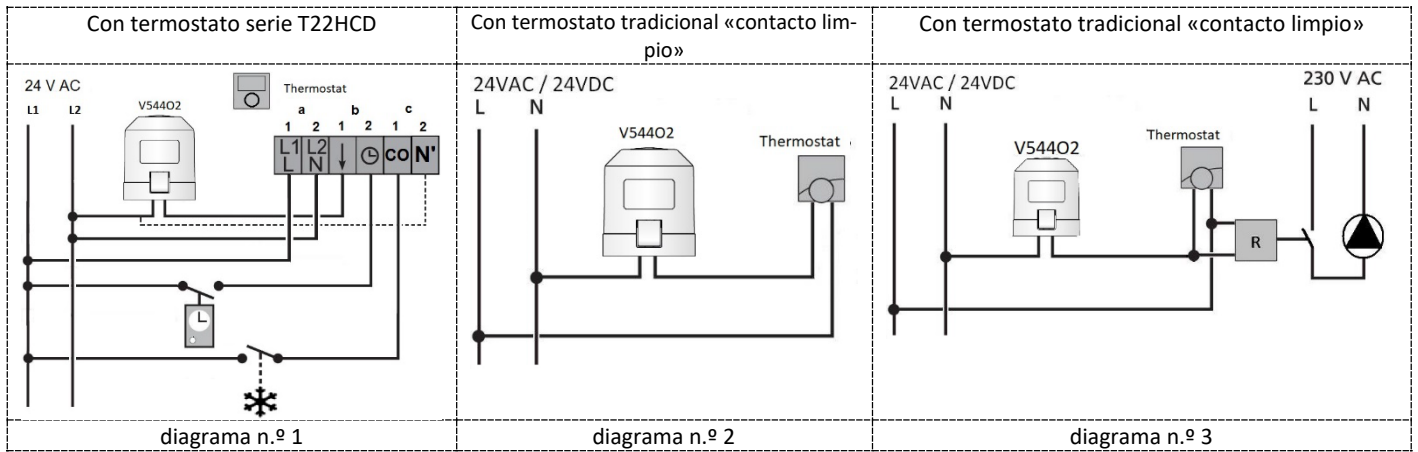 Con termostato serie T22HCD
Con termostato tradicional «contacto lim-
pio»
Con termostato tradicional «contacto limpio»
24 V AC
L1 L2
V544O2
Thermostat
a b c
1 2 1 2 1 2
L1 L2 CO N'
L N
24VAC / 24VDC
L N
V544O2
Thermostat
24VAC / 24VDC
L N
V544O2
Thermostat
R
230 V AC
L N
diagrama n.º 1
diagrama n.º 2
diagrama n.º 3